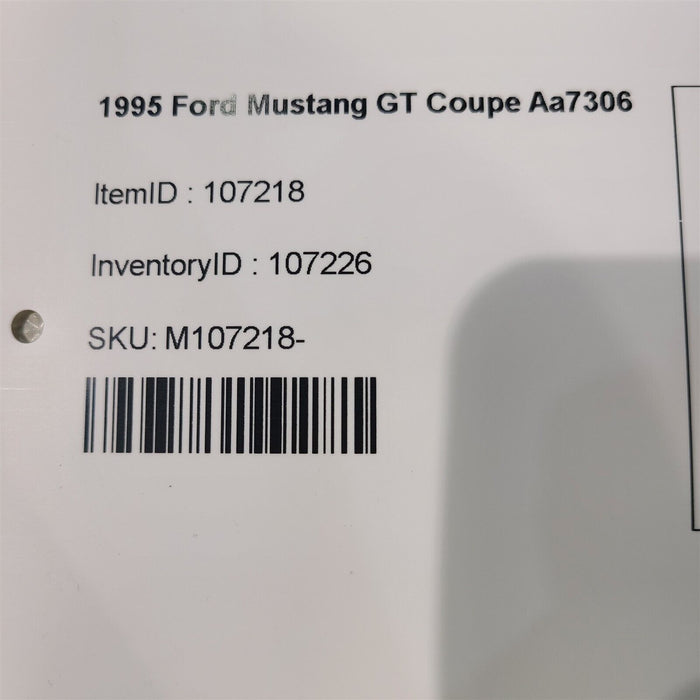 1995 Ford Mustang GT Coupe Aa7306
ItemID : 107218
InventoryID : 107226
SKU: M107218-